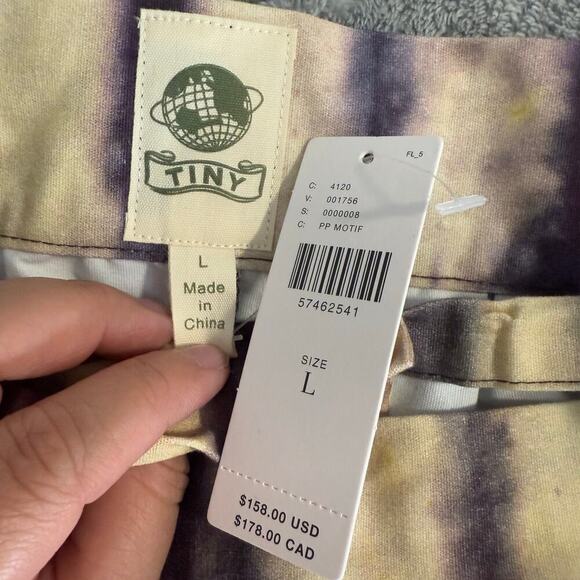 TINY
L
Made
in
China
FL_5
C: 4120
V: 001756
S: 0000008
C: PP MOTIF
57462541
SIZE
L
$158.00 USD
$178.00 CAD